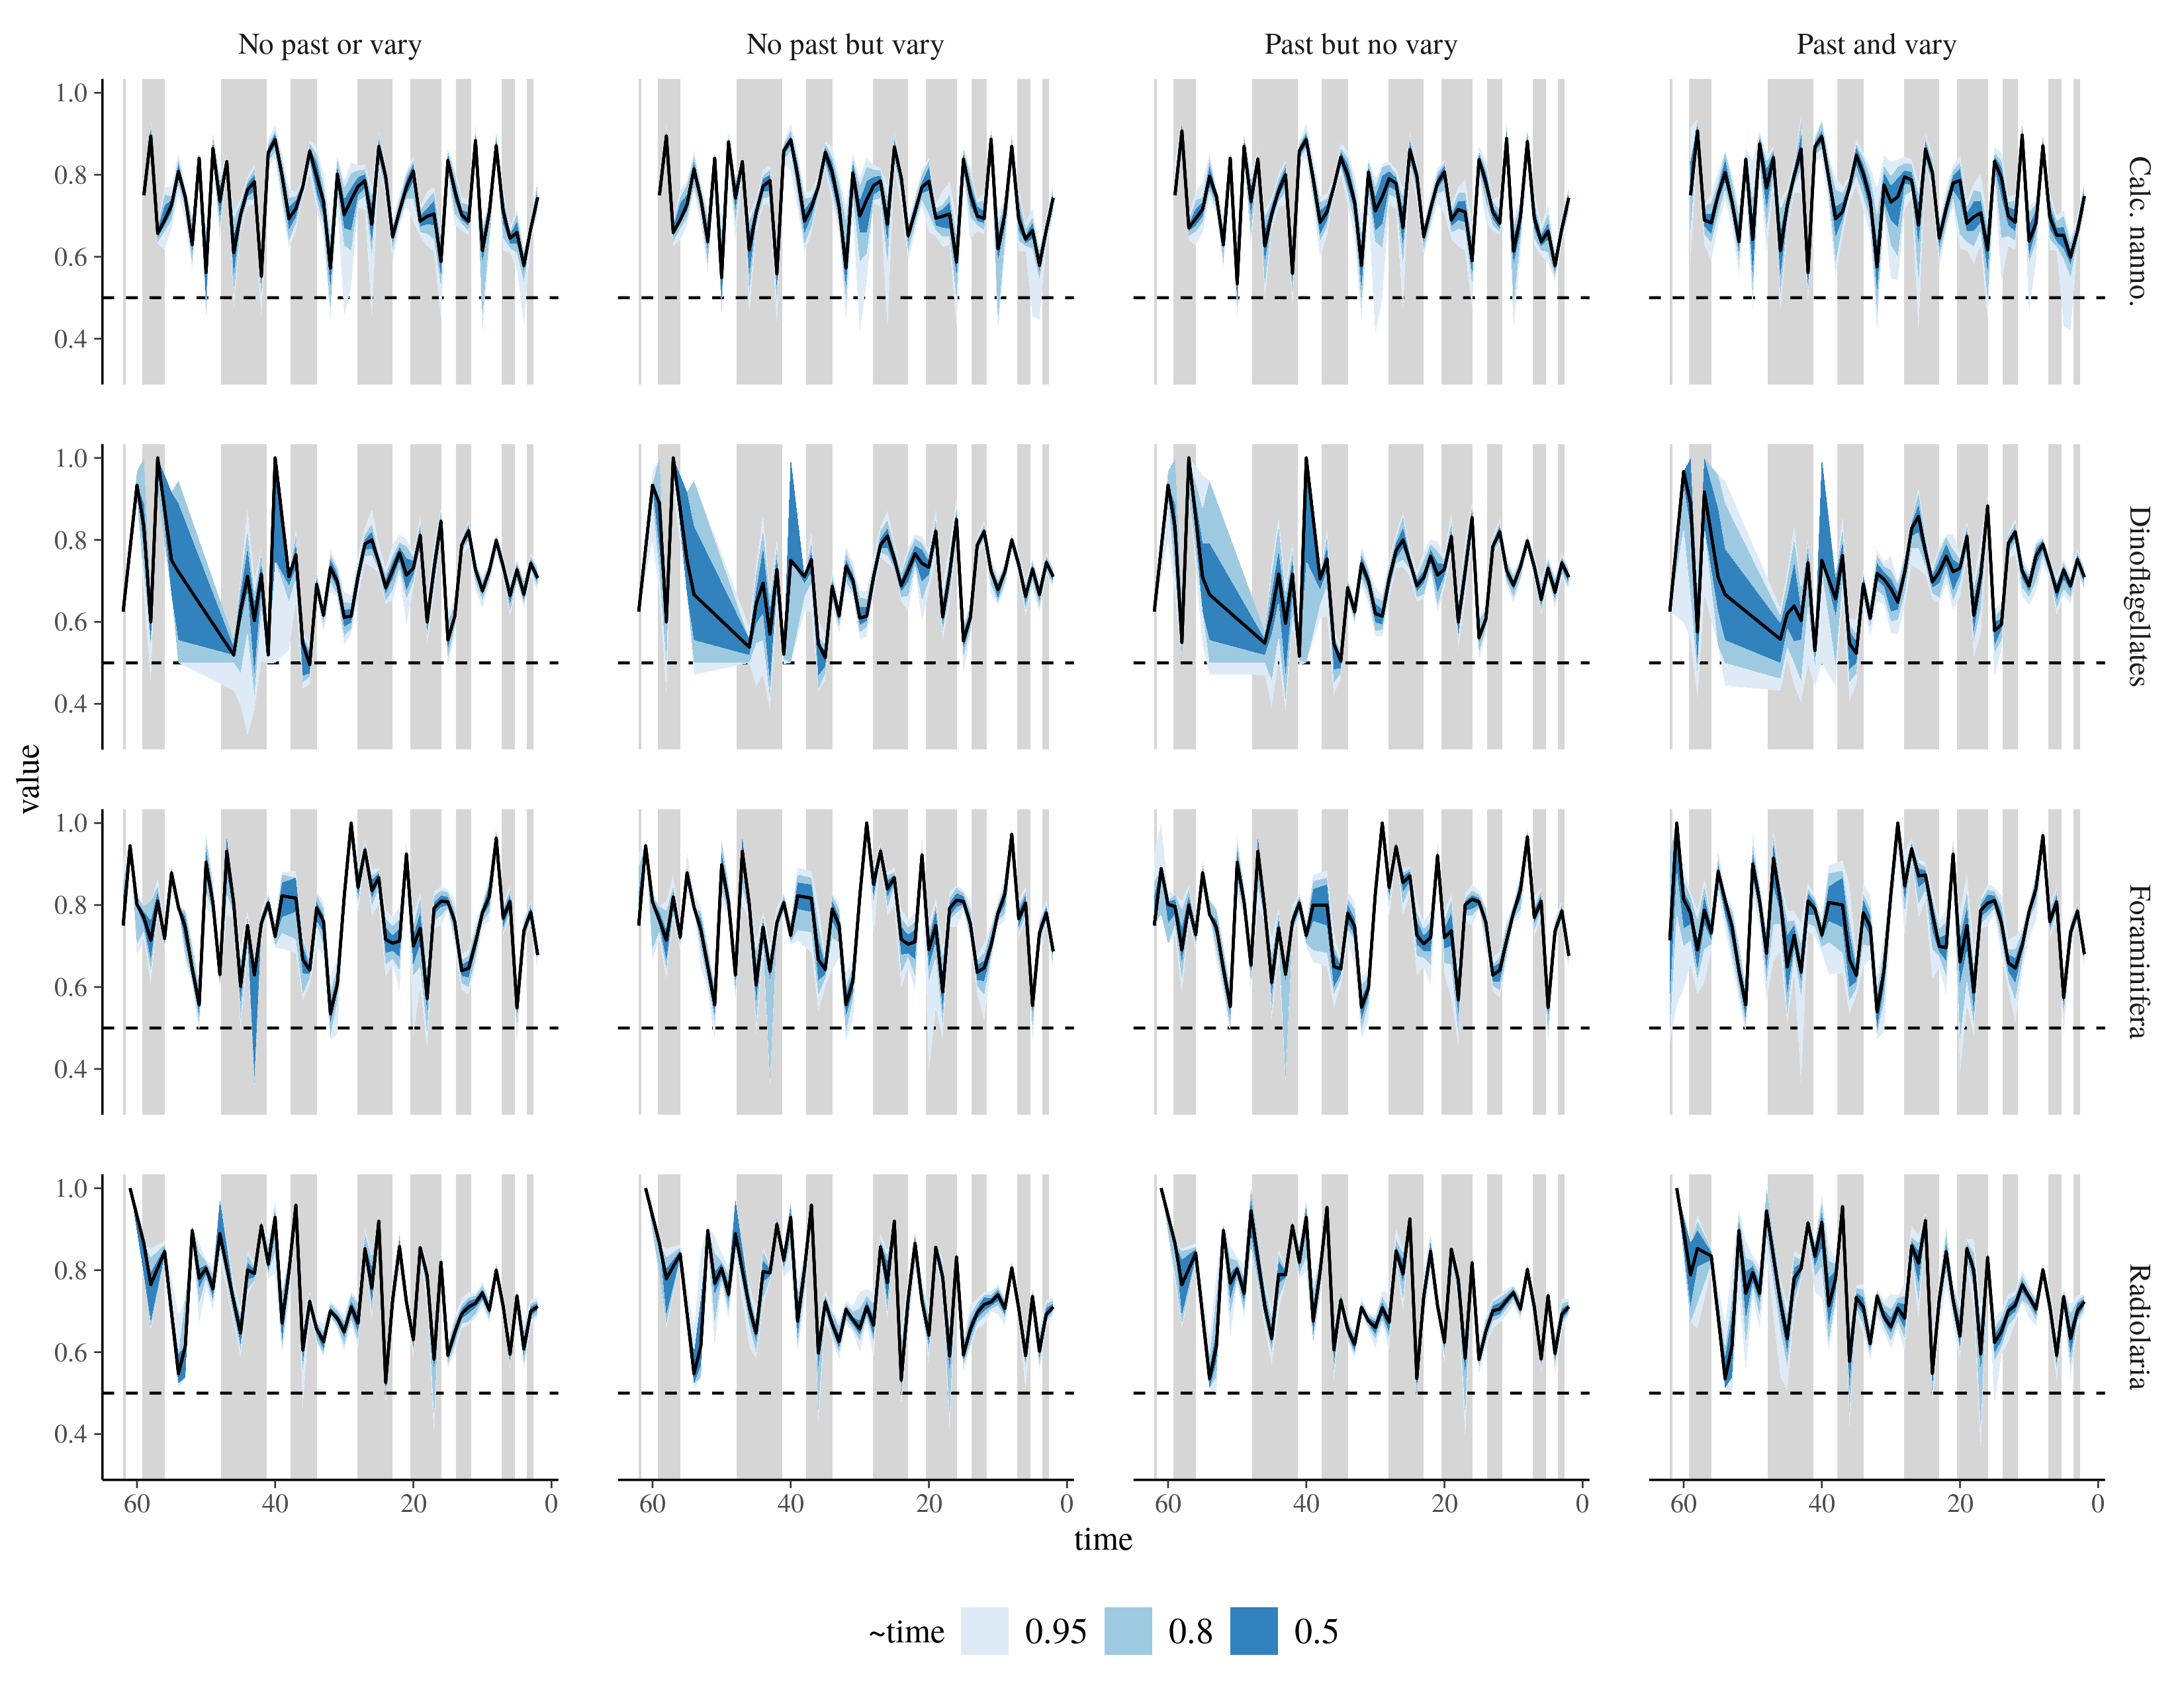 No past or vary
No past but vary
Past but no vary
Past and vary
1.0
0.8
0.6
0.4
Calc. nanno.
1.0
0.8
0.6
0.4
Dinoflagellates
value
1.0
0.8
0.6
0.4
Foraminifera
1.0
0.8
0.6
0.4
Radiolaria
60 40 20 0
60 40 20 0
60 40 20 0
60 40 20 0
time
~time 0.95 0.8 0.5